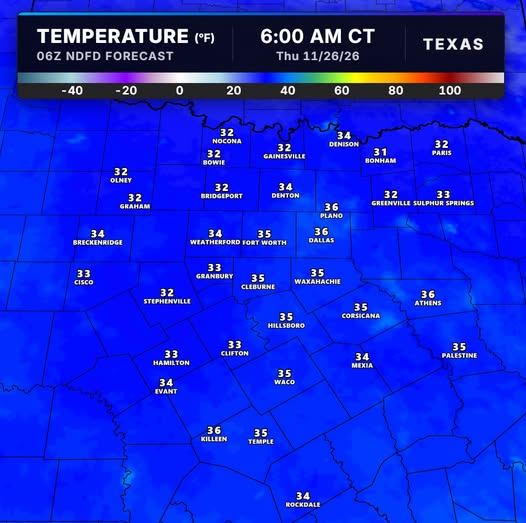 TEMPERATURE (°F)
06Z NDFD FORECAST
6:00 AM CT
Thu 11/26/26
TEXAS
-40 -20 0 20 40 60 80 100
32
NOCONA
34
DENISON
32
BOWIE
32
GAINESVILLE
31
BONHAM
32
PARIS
32
OLNEY
32
GRAHAM
32
BRIDGEPORT
34
DENTON
32
GREENVILLE
33
SULPHUR SPRINGS
36
PLANO
34
BRECKENRIDGE
34
WEATHERFORD
35
FORT WORTH
36
DALLAS
33
CISCO
33
GRANBURY
35
CLEBURNE
35
WAXAHACHIE
32
STEPHENVILLE
36
ATHENS
35
HILLSBORO
35
CORSICANA
33
HAMILTON
33
CLIFTON
34
MEXIA
35
PALESTINE
34
EVANT
35
WACO
36
KILLEEN
35
TEMPLE
34
ROCKDALE